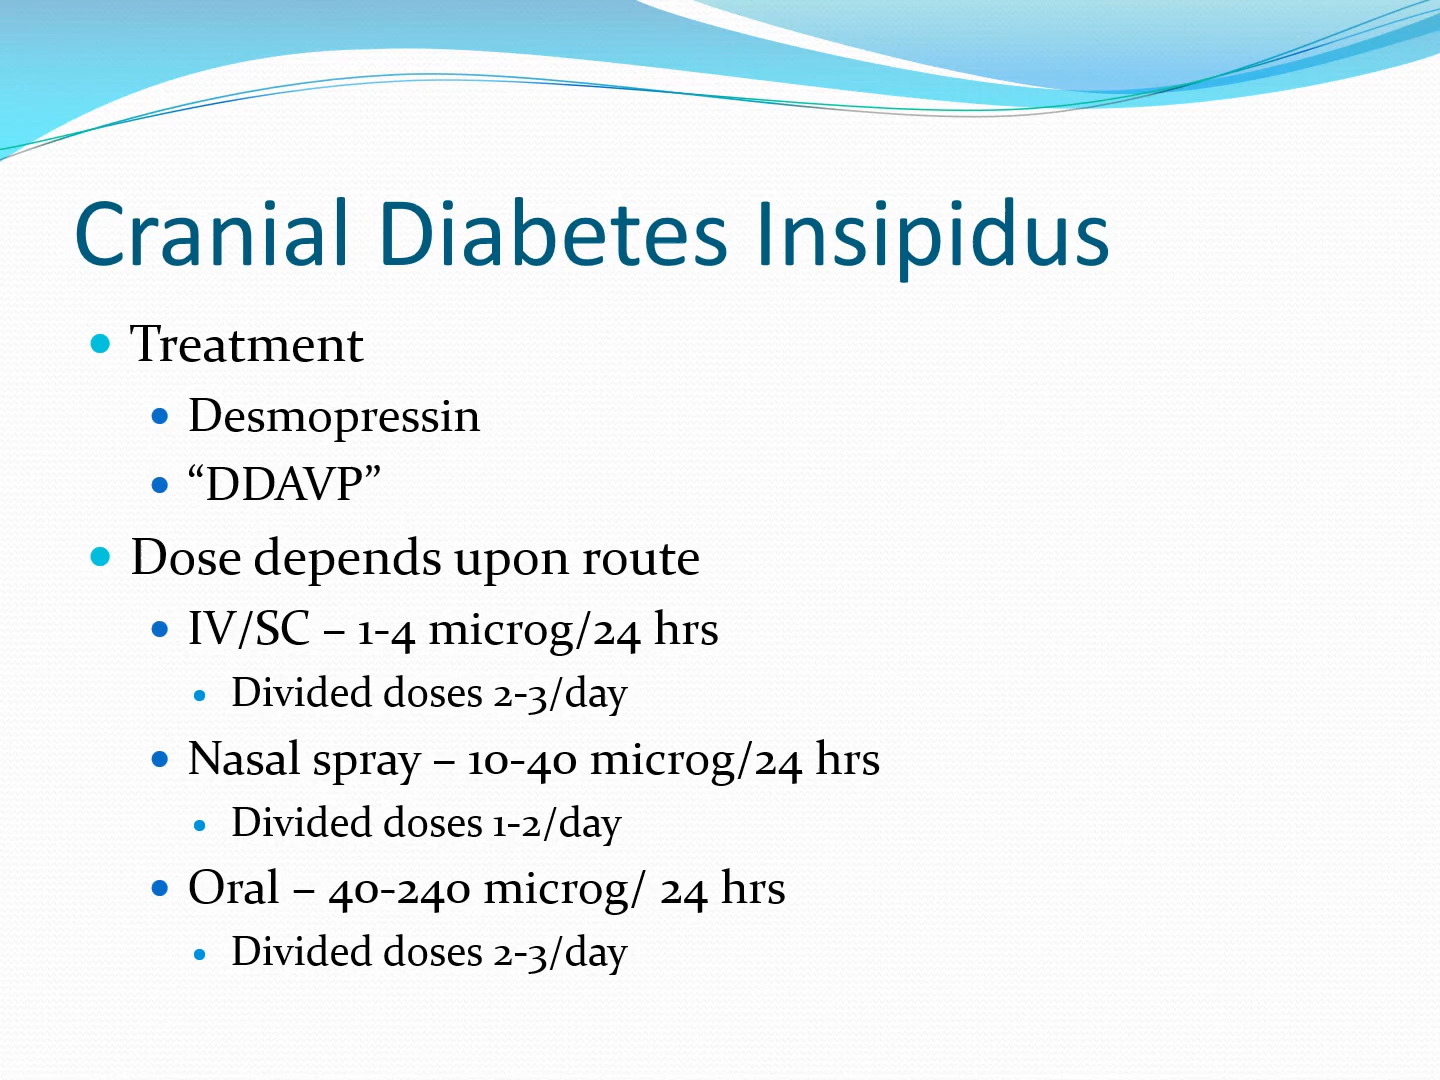 Cranial Diabetes Insipidus
Treatment
Desmopressin
“DDAVP”
Dose depends upon route
IV/SC – 1-4 microg/24 hrs
Divided doses 2-3/day
Nasal spray – 10-40 microg/24 hrs
Divided doses 1-2/day
Oral – 40-240 microg/ 24 hrs
Divided doses 2-3/day